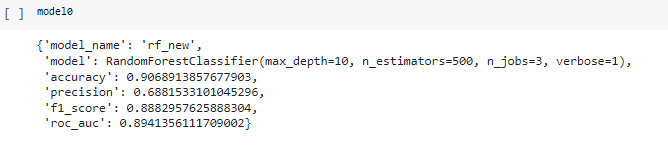 [ ] model0
{'model_name': 'rf_new',
'model': RandomForestClassifier(max_depth=10, n_estimators=500, n_jobs=3, verbose=1),
'accuracy': 0.9068913857677903,
'precision': 0.6881533101045296,
'f1_score': 0.8882957625888304,
'roc_auc': 0.8941356111709002}